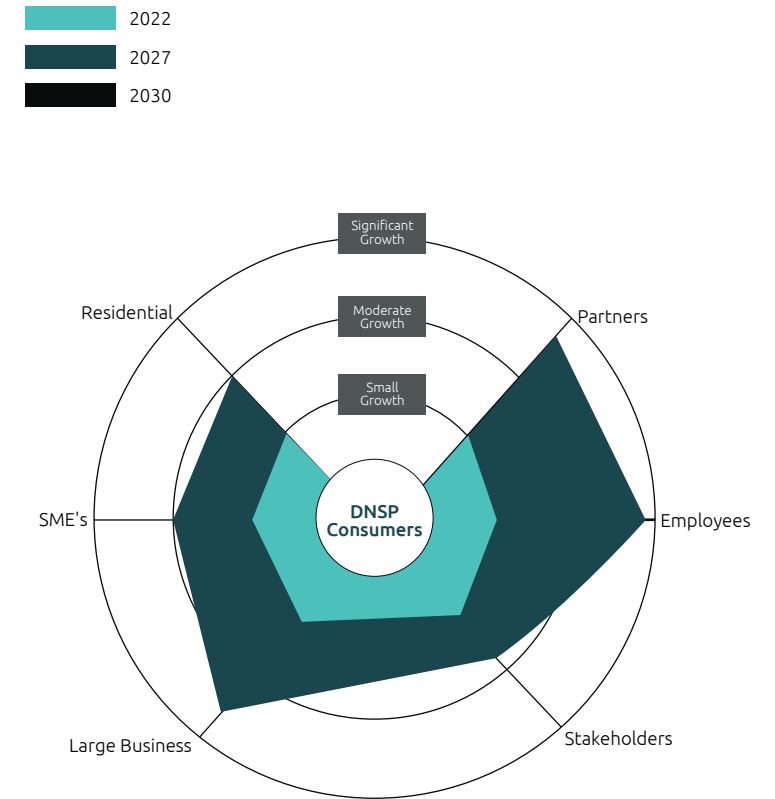 2022
2027
2030
Significant
Growth
Moderate
Growth
Small
Growth
Residential
Partners
SME's
DNSP
Consumers
Employees
Large Business
Stakeholders